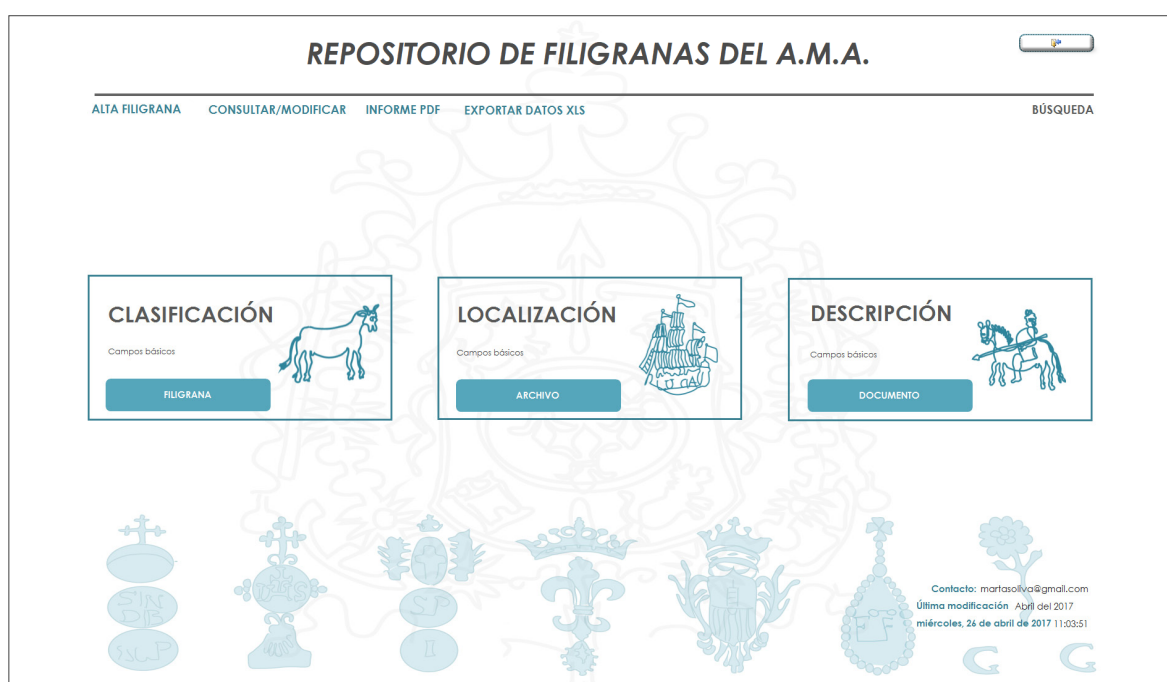 REPOSITORIO DE FILIGRANAS DEL A.M.A.
ALTA FILIGRANA CONSULTAR/MODIFICAR INFORME PDF EXPORTAR DATOS XLS BÚSQUEDA
CLASIFICACIÓN
Campos básicos
FILIGRANA
LOCALIZACIÓN
Campos básicos
ARCHIVO
DESCRIPCIÓN
Campos básicos
DOCUMENTO
Contacto: martasoliva@gmail.com
Última modificación Abril del 2017
miércoles, 26 de abril de 2017 11:03:51
SP
I
G G